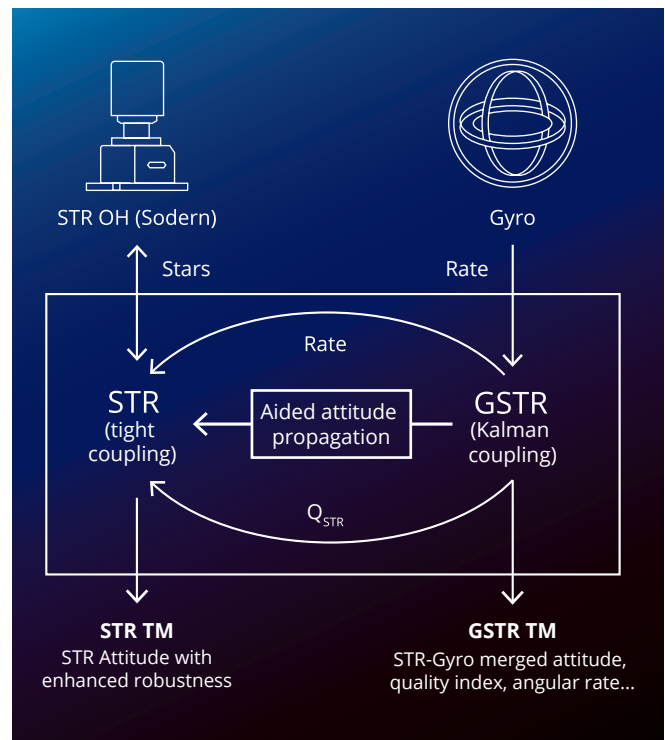 STR OH (Sodern)
Gyro
Stars
Rate
Rate
STR
(tight
coupling)
Aided attitude
propagation
GSTR
(Kalman
coupling)
QSTR
STR TM
STR Attitude with
enhanced robustness
GSTR TM
STR-Gyro merged attitude,
quality index, angular rate...